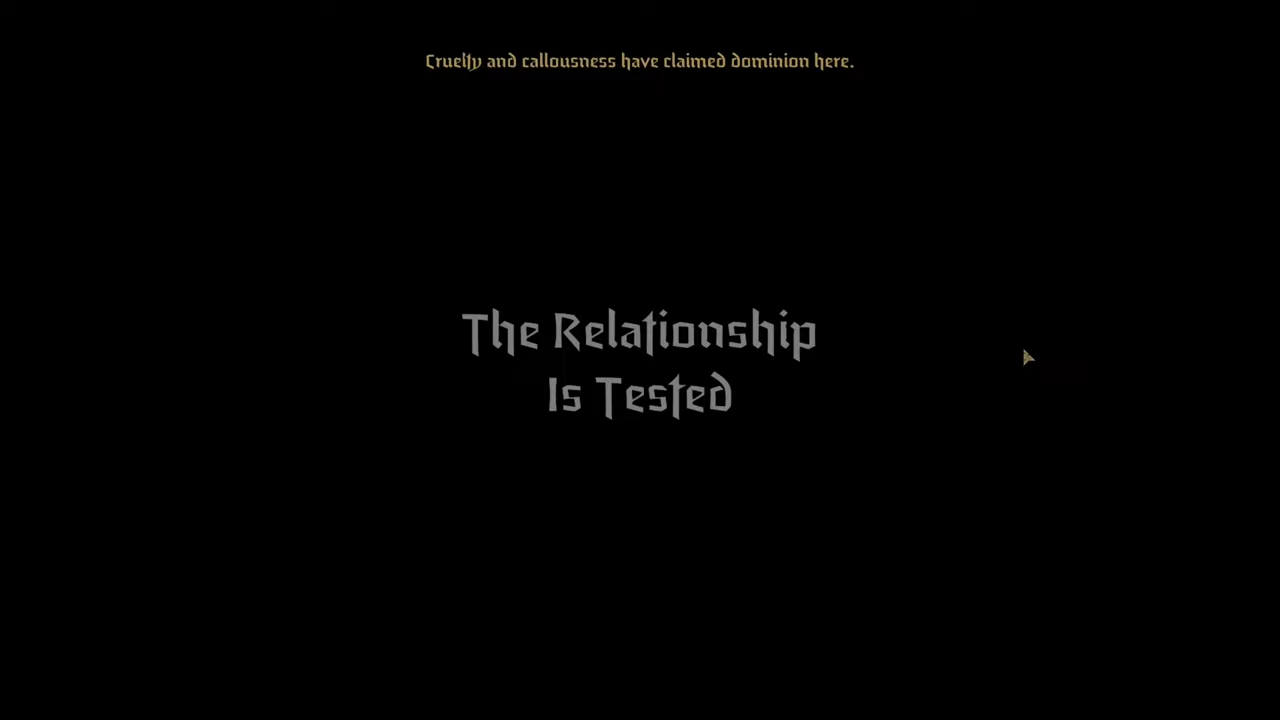 Cruelty and callousness have claimed dominion here.
The Relationship
Is Tested